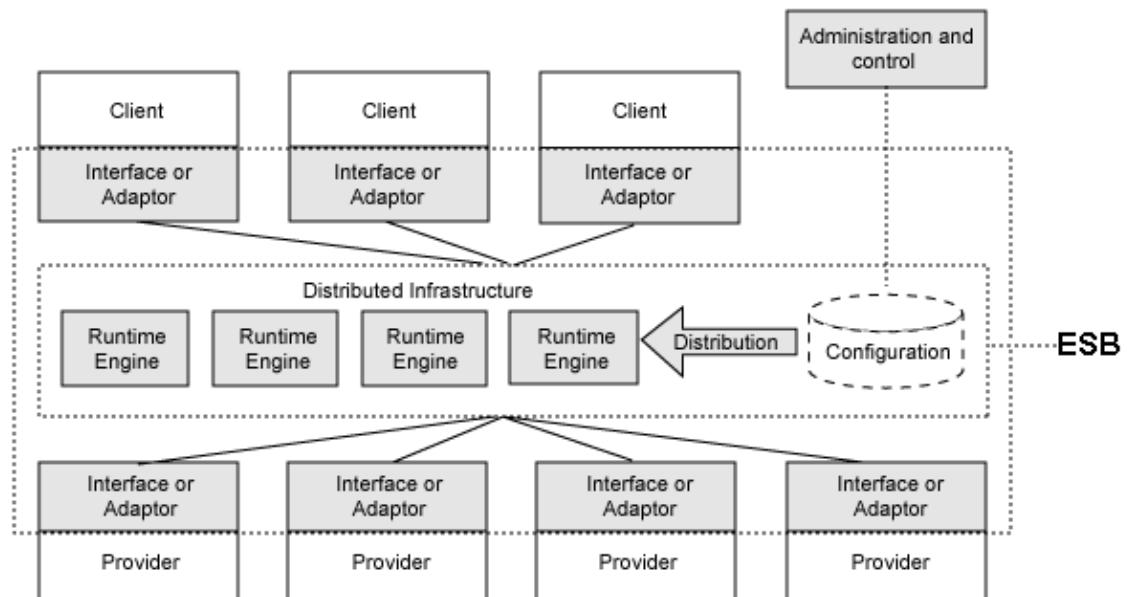 Administration and
control
Client
Client
Client
Interface or
Adaptor
Interface or
Adaptor
Interface or
Adaptor
Distributed Infrastructure
Runtime
Engine
Runtime
Engine
Runtime
Engine
Runtime
Engine
Distribution
Configuration
ESB
Interface or
Adaptor
Interface or
Adaptor
Interface or
Adaptor
Interface or
Adaptor
Provider
Provider
Provider
Provider